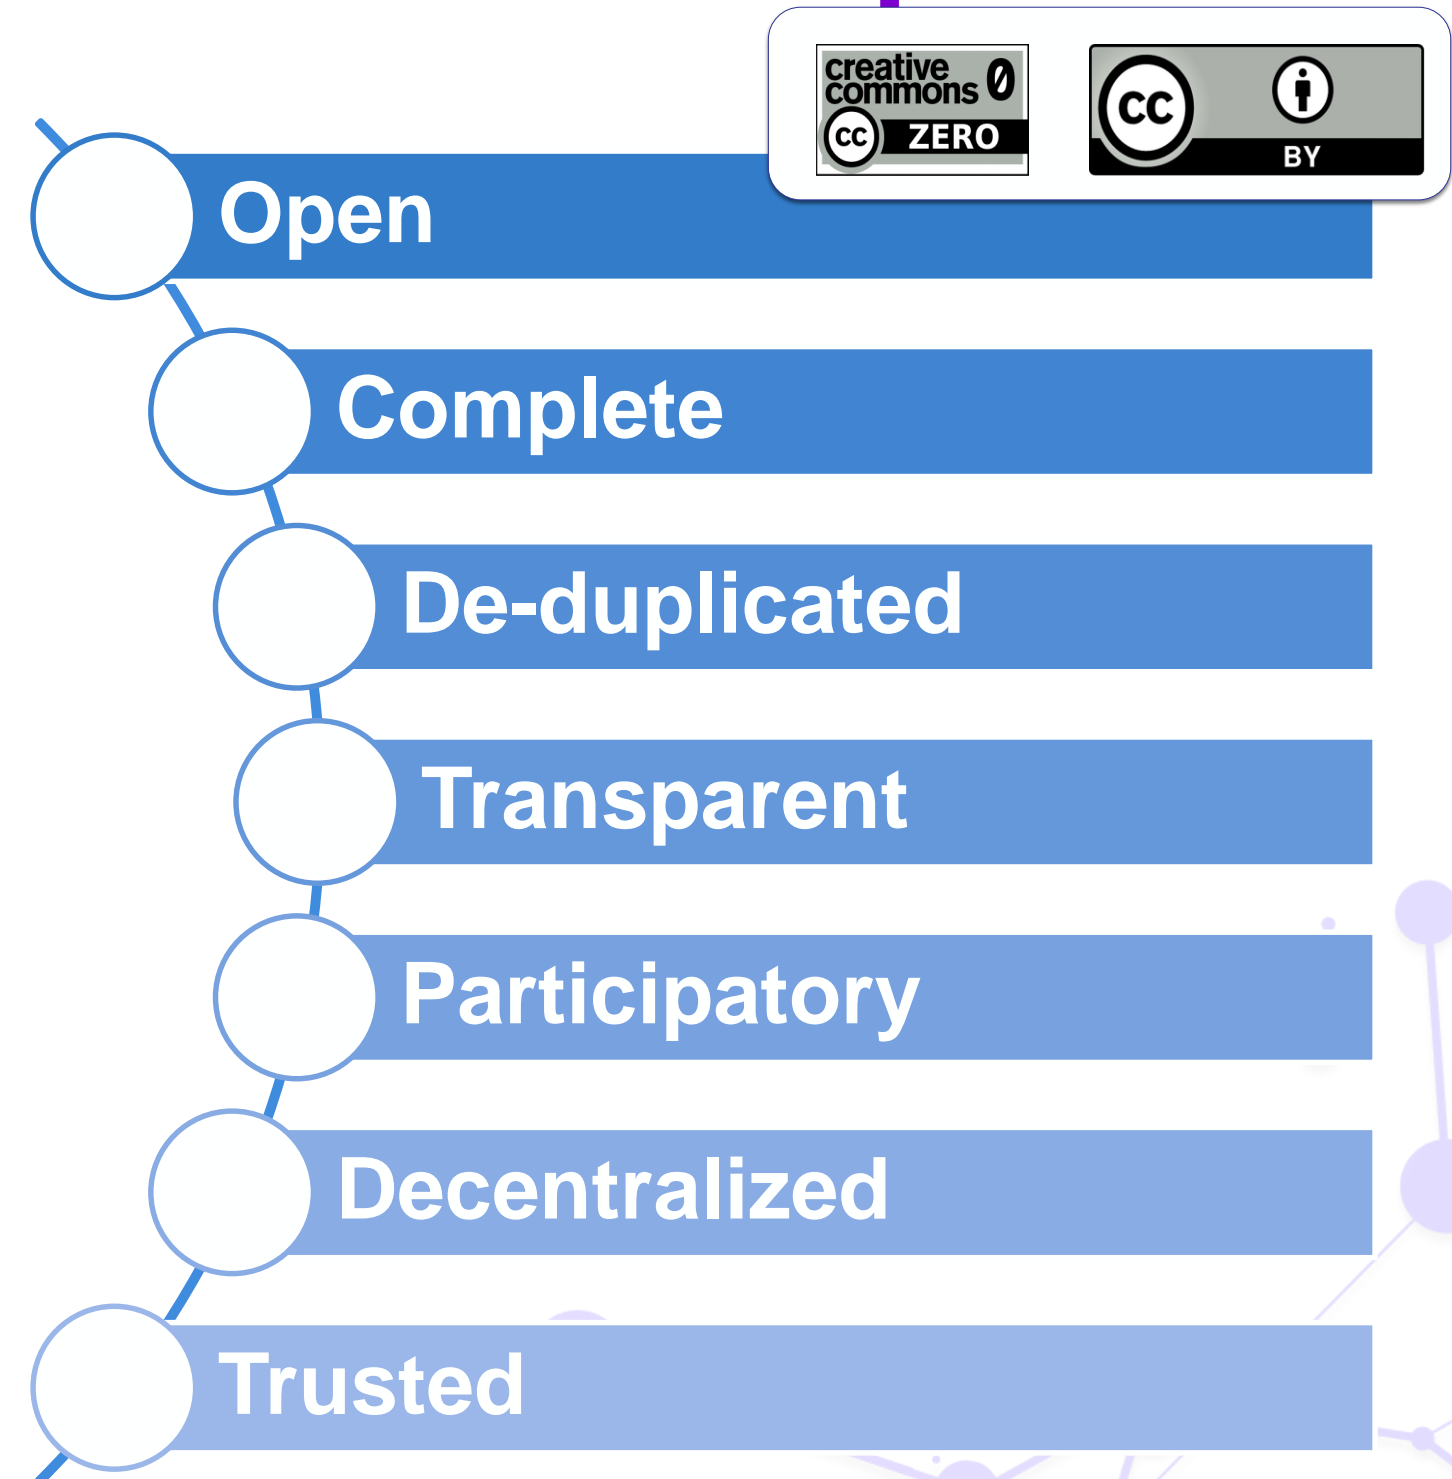 creative
commons 0
cc ZERO
cc
BY
Open
Complete
De-duplicated
Transparent
Participatory
Decentralized
Trusted